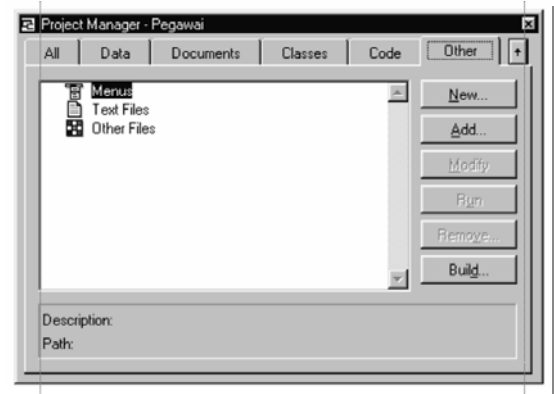 Project Manager - Pegawai
All Data Documents Classes Code Other
Menus
Text Files
Other Files
New...
Add...
Modify
Run
Remove...
Build...
Description:
Path: